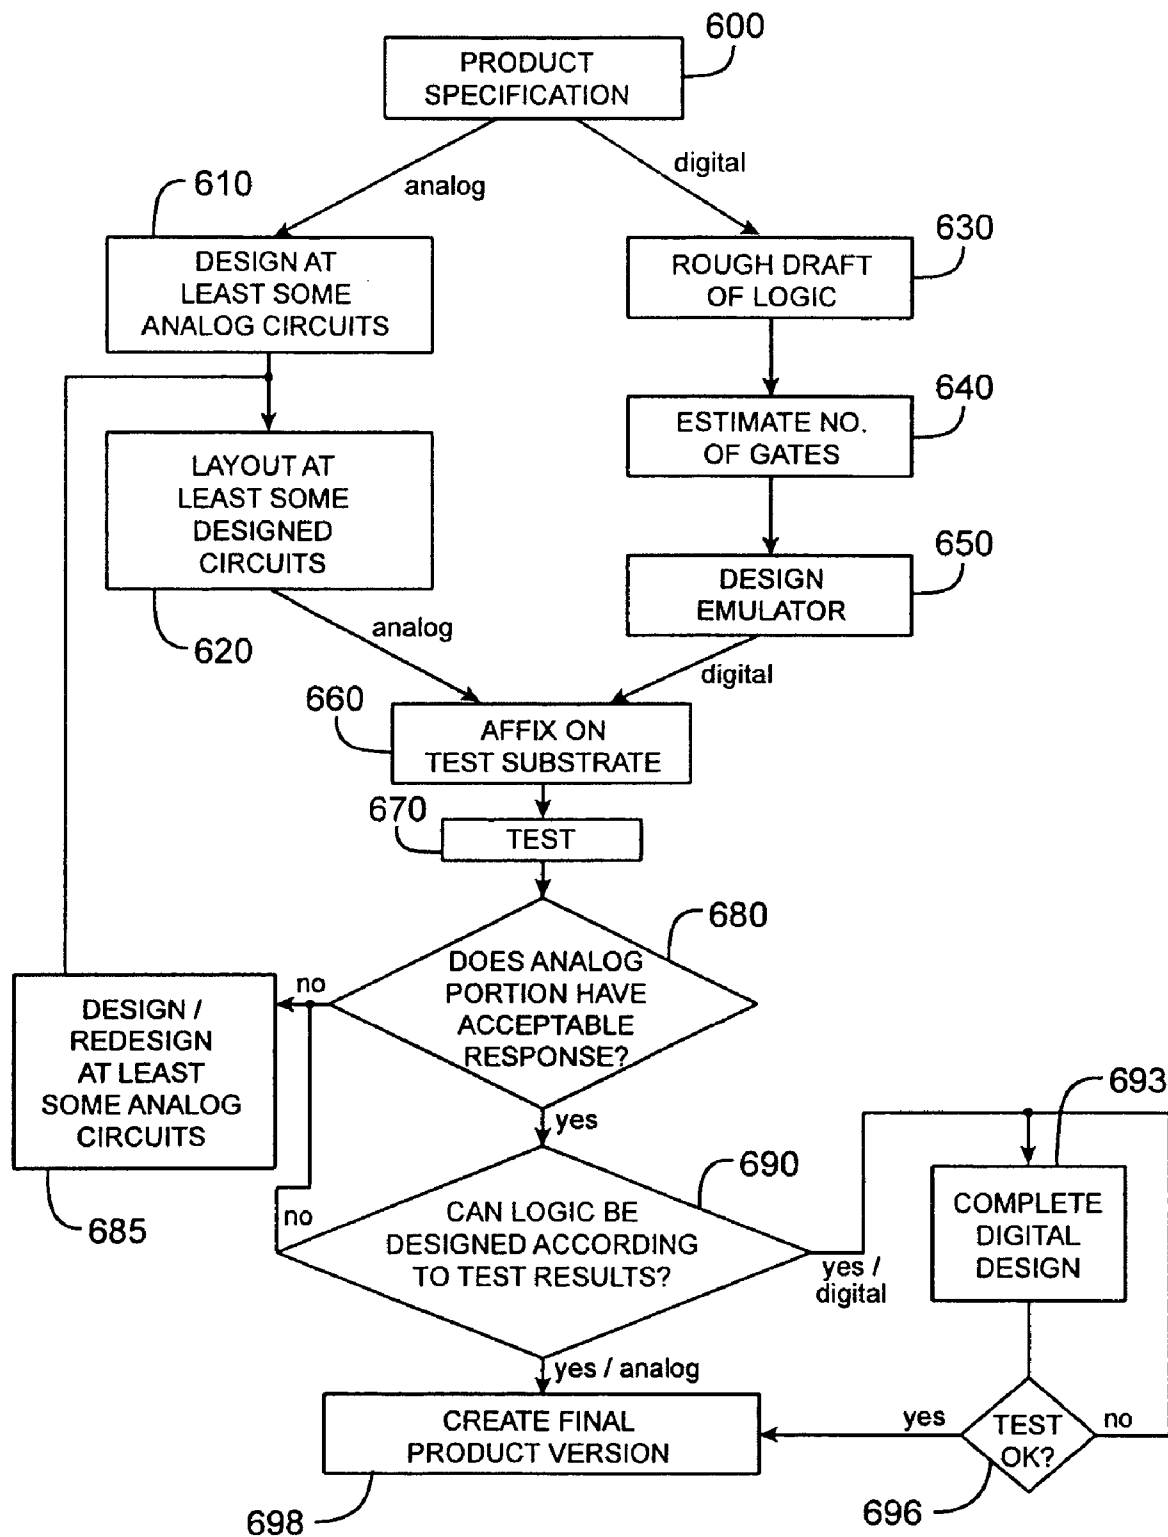 600
PRODUCT
SPECIFICATION
analog
digital
610
DESIGN AT
LEAST SOME
ANALOG CIRCUITS
630
ROUGH DRAFT
OF LOGIC
640
ESTIMATE NO.
OF GATES
LAYOUT AT
LEAST SOME
DESIGNED
CIRCUITS
620
650
DESIGN
EMULATOR
analog
digital
660
AFFIX ON
TEST SUBSTRATE
670
TEST
680
DOES ANALOG
PORTION HAVE
ACCEPTABLE
RESPONSE?
no
DESIGN /
REDESIGN
AT LEAST
SOME ANALOG
CIRCUITS
685
yes
690
CAN LOGIC BE
DESIGNED ACCORDING
TO TEST RESULTS?
no
yes /
digital
693
COMPLETE
DIGITAL
DESIGN
yes / analog
CREATE FINAL
PRODUCT VERSION
698
yes
TEST
OK?
no
696